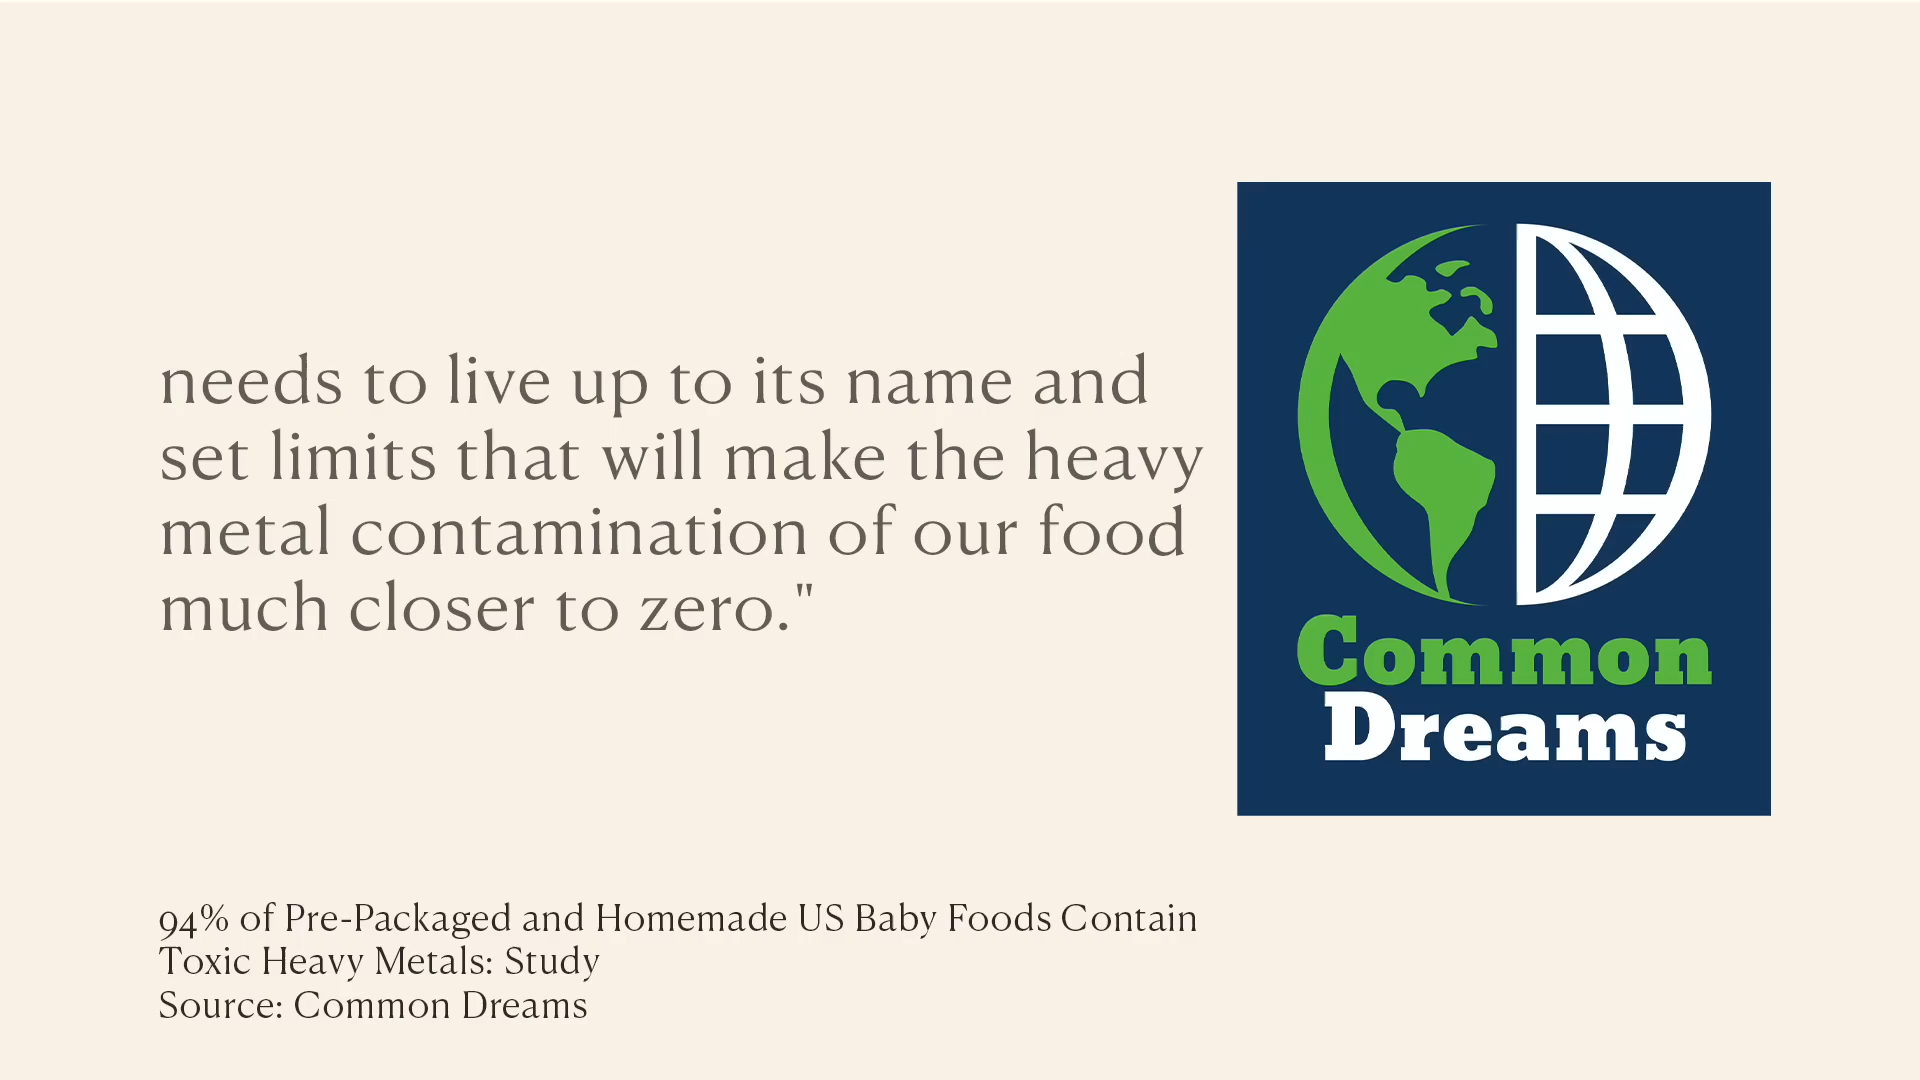 needs to live up to its name and
set limits that will make the heavy
metal contamination of our food
much closer to zero."
Common
Dreams
94% of Pre-Packaged and Homemade US Baby Foods Contain
Toxic Heavy Metals: Study
Source: Common Dreams